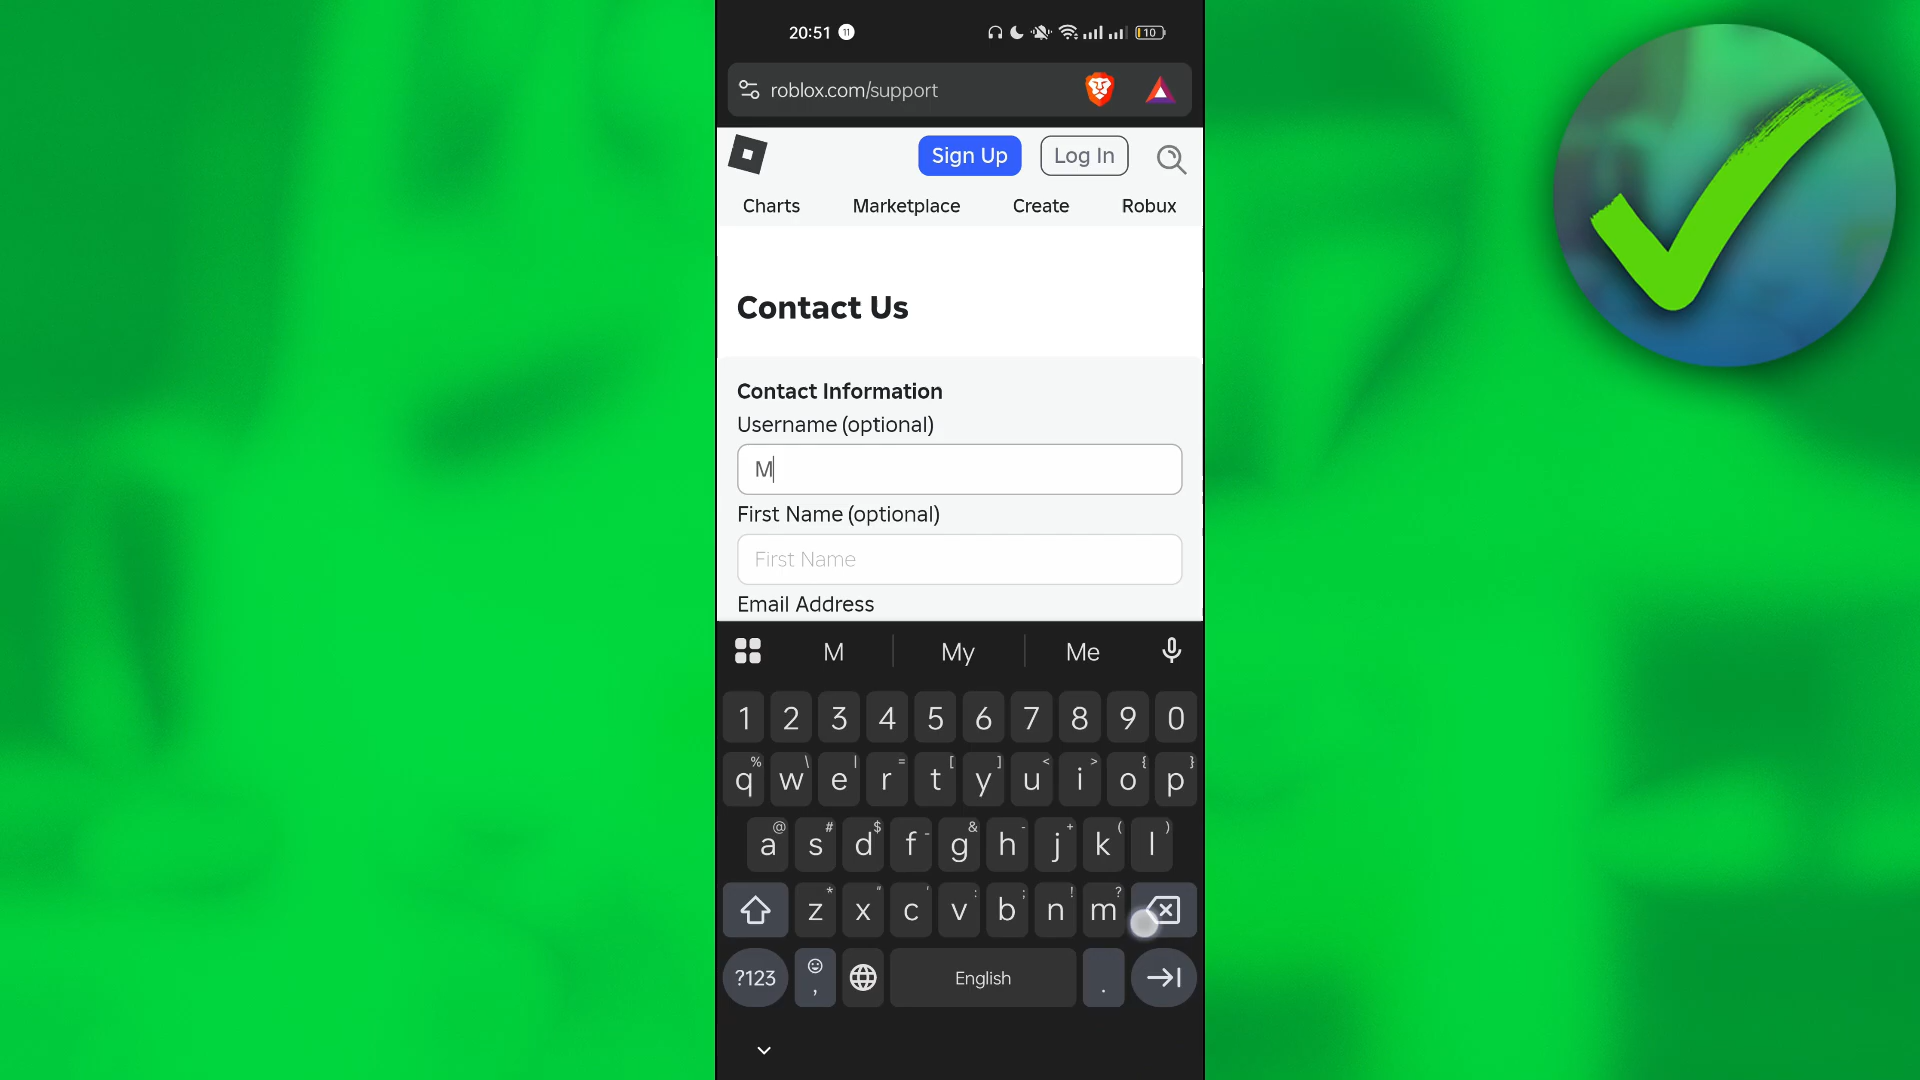 20:51 11 10
roblox.com/support
Sign Up Log In
Charts Marketplace Create Robux
Contact Us
Contact Information
Username (optional)
M
First Name (optional)
First Name
Email Address
M My Me
1 2 3 4 5 6 7 8 9 0
% \ | = [ ] < > { }
q w e r t y u i o p
@ # $ - & - + ( )
a s d f g h j k l
* " ' : ; ! ?
z x c v b n m
?123 , English .